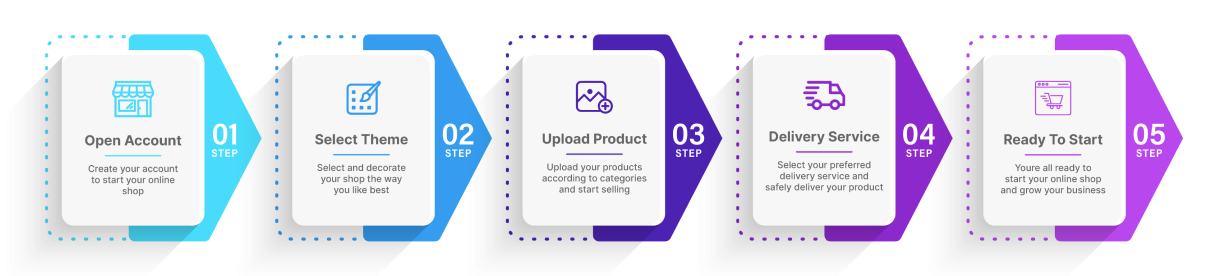 Open Account
Create your account
to start your online
shop
01
STEP
Select Theme
Select and decorate
your shop the way
you like best
02
STEP
Upload Product
Upload your products
according to categories
and start selling
03
STEP
Delivery Service
Select your preferred
delivery service and
safely deliver your product
04
STEP
Ready To Start
Youre all ready to
start your online shop
and grow your business
05
STEP